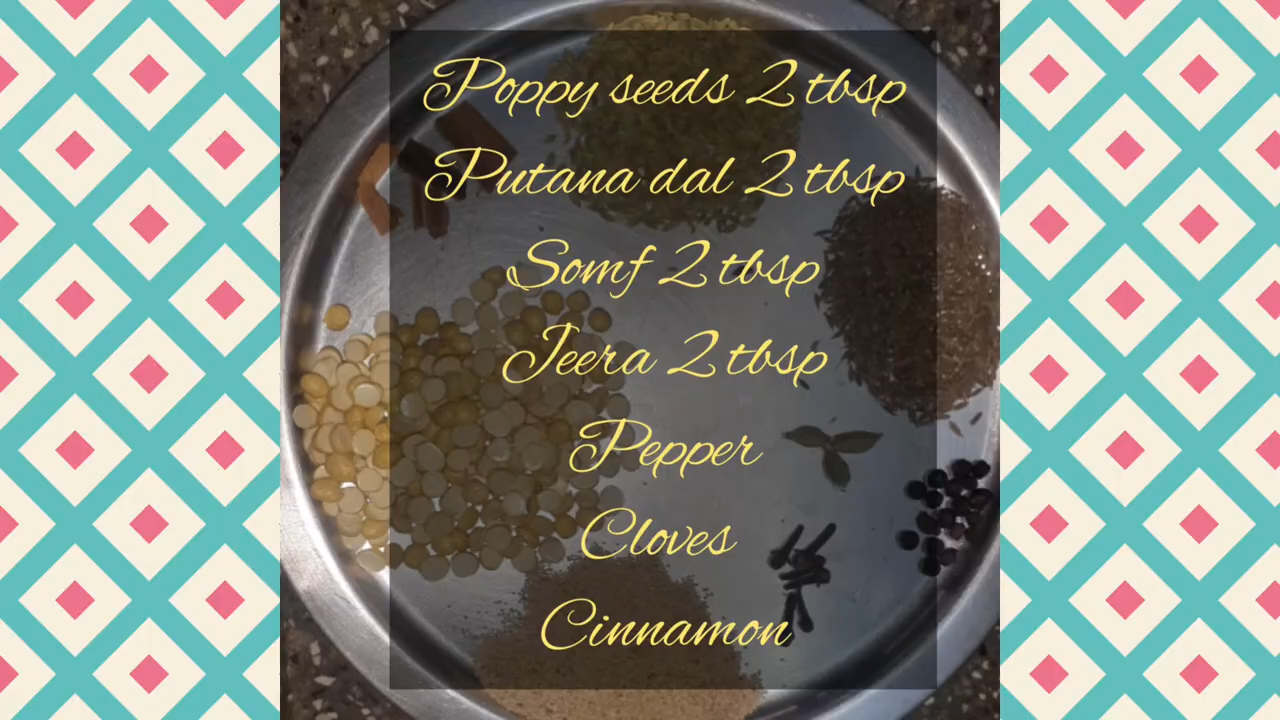 Poppy seeds 2 tbsp
Putana dal 2 tbsp
Somf 2 tbsp
Jeera 2 tbsp
Pepper
Cloves
Cinnamon